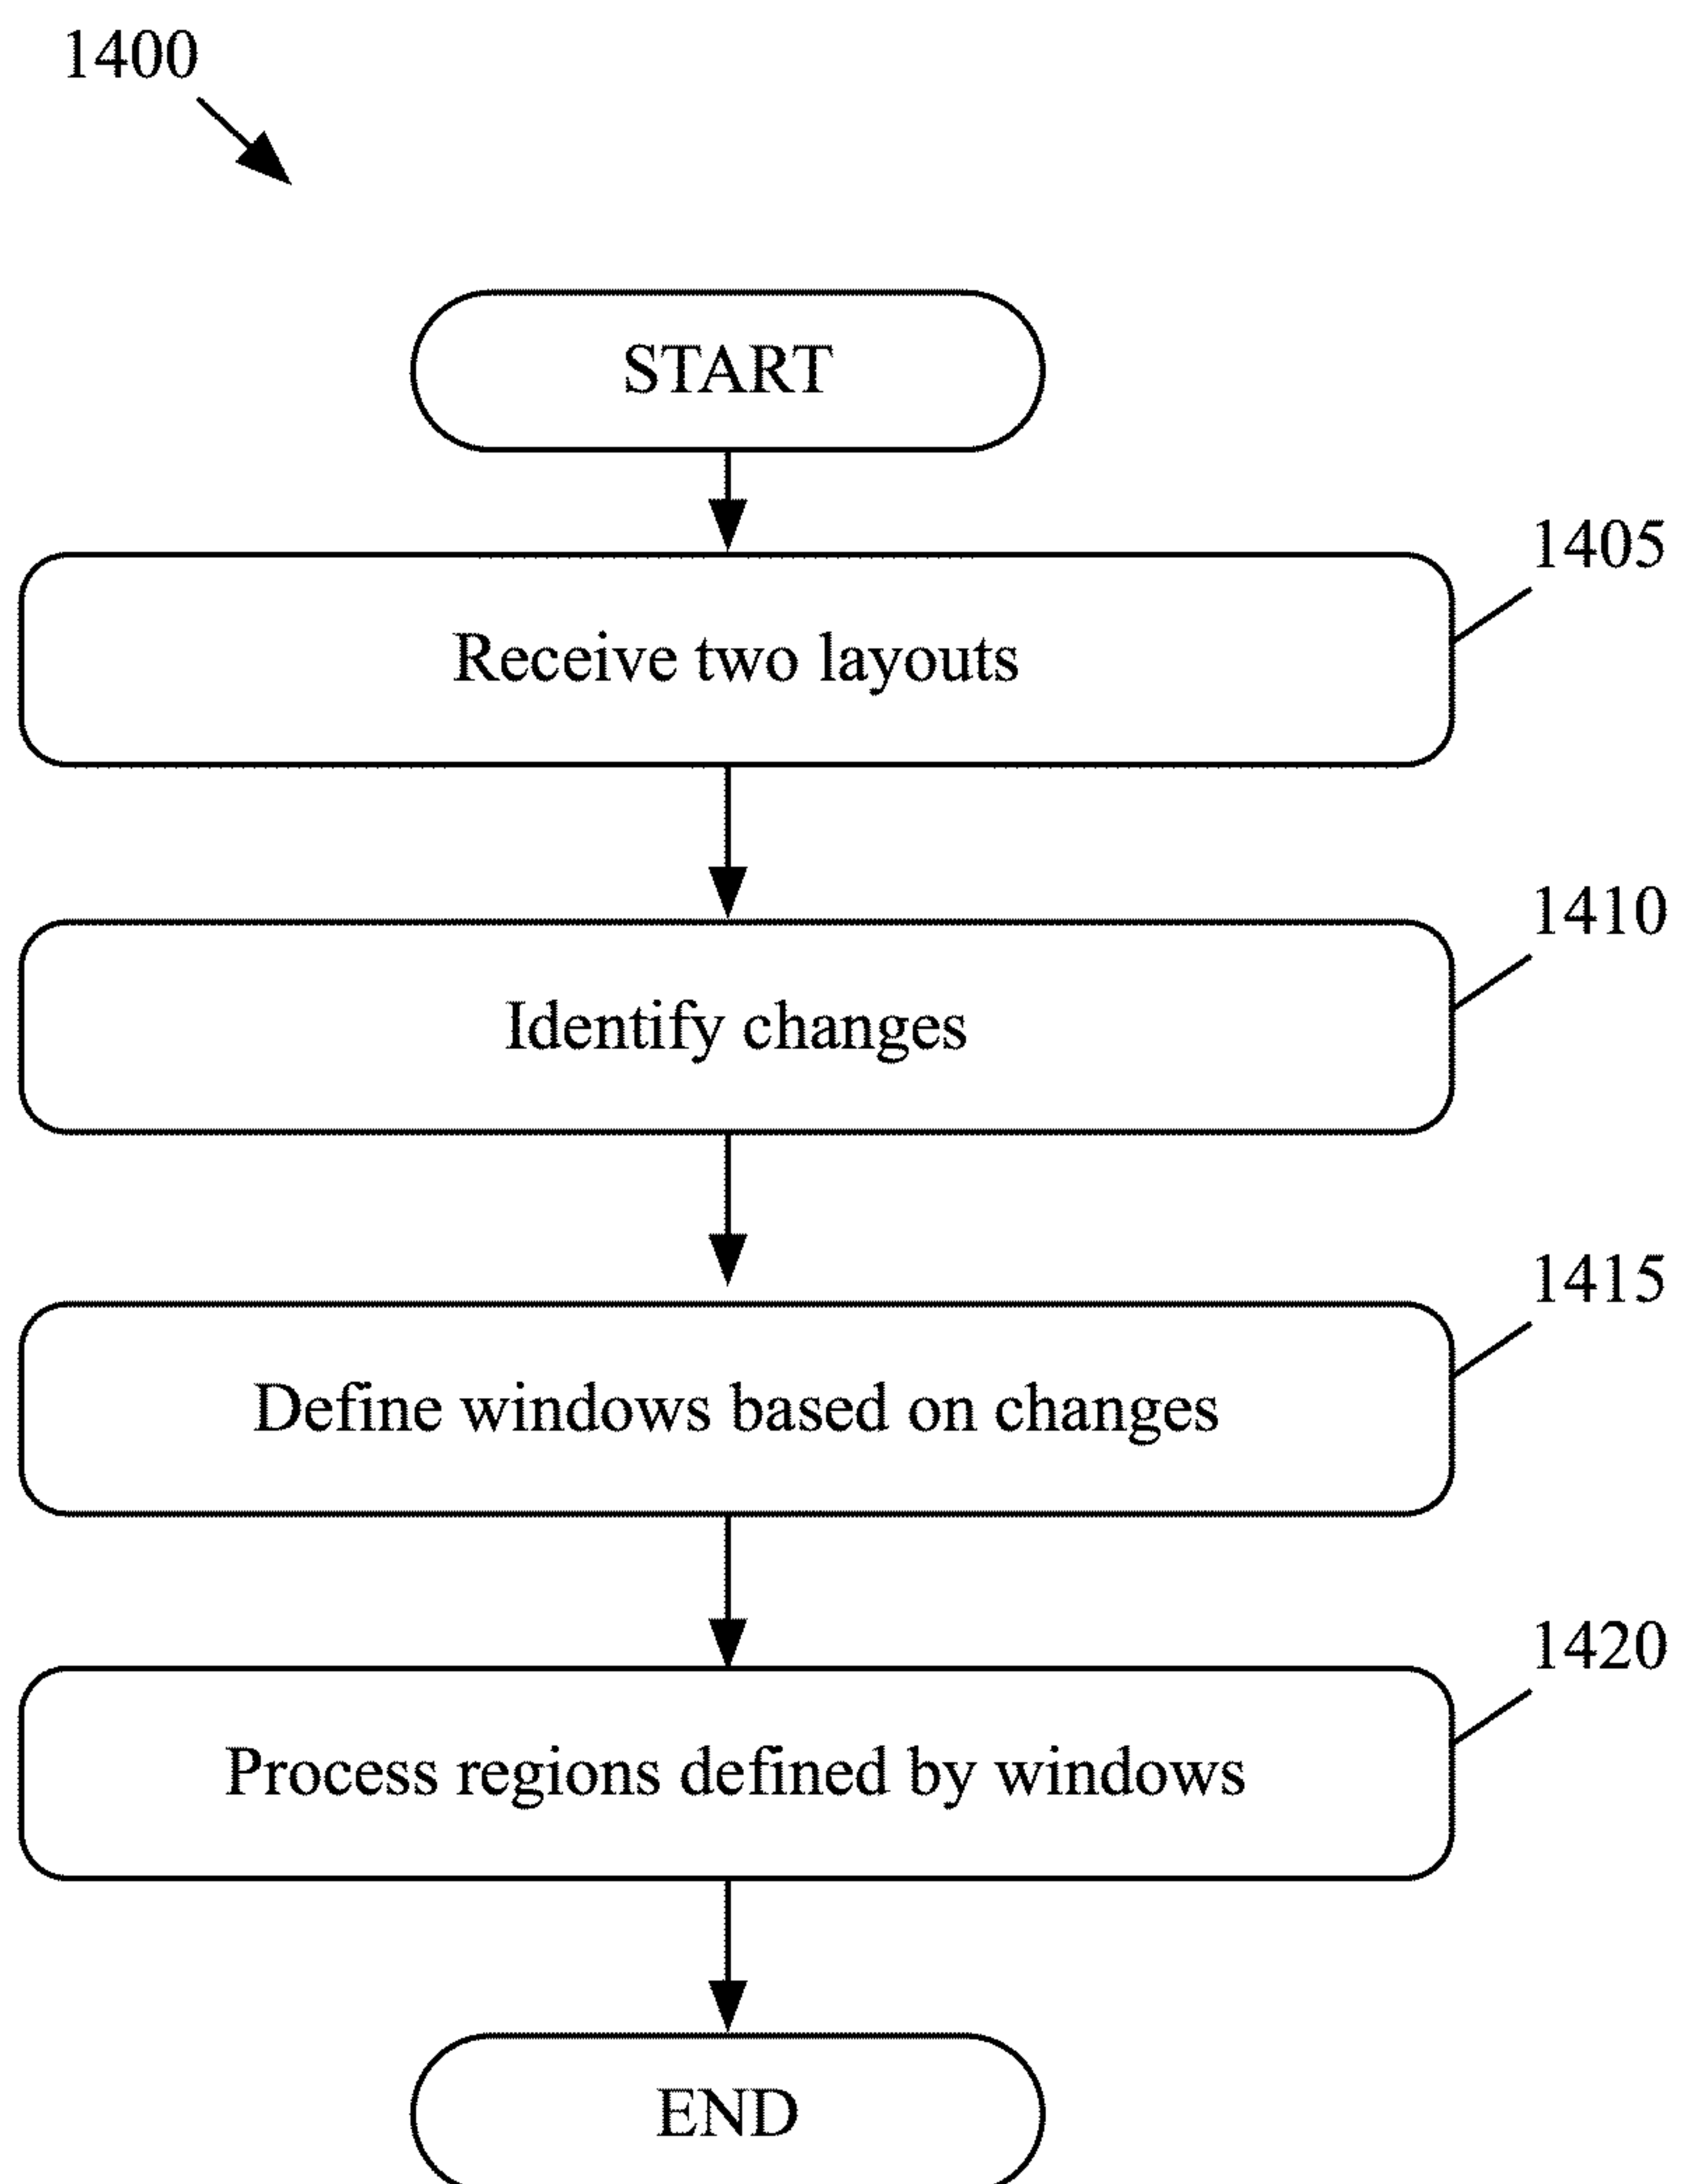 1400
START
1405
Receive two layouts
1410
Identify changes
1415
Define windows based on changes
1420
Process regions defined by windows
END